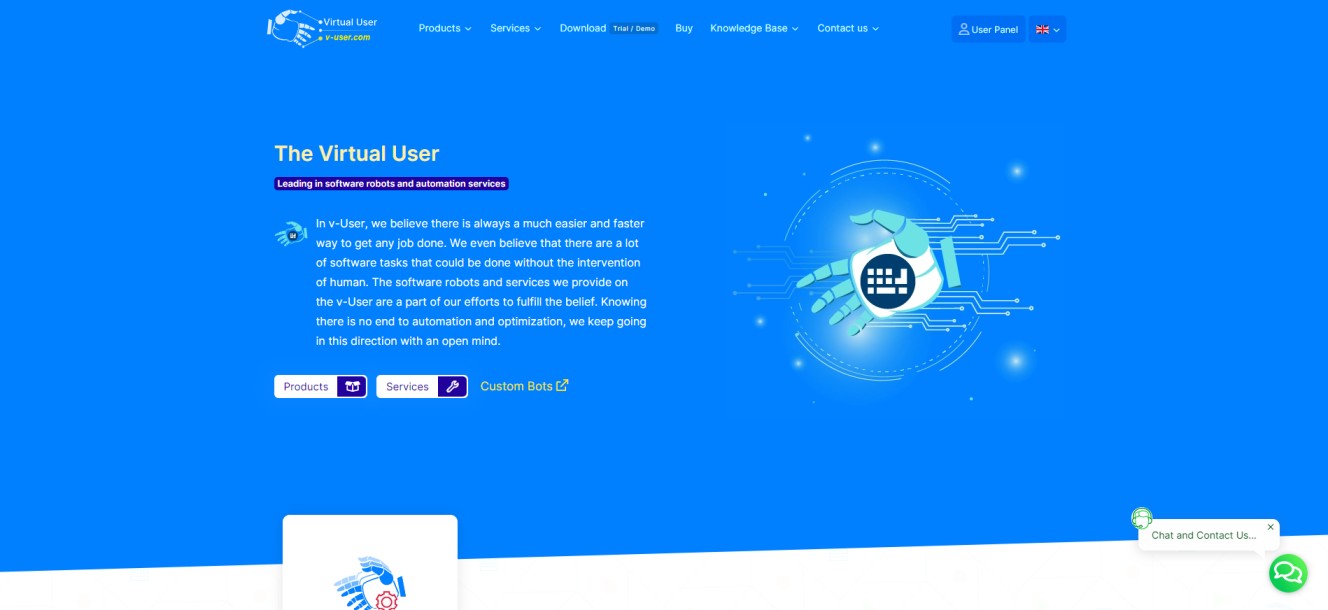 Virtual User
v-user.com
Products
Services
Download Trial / Demo
Buy
Knowledge Base
Contact us
User Panel
The Virtual User
Leading in software robots and automation services
In v-User, we believe there is always a much easier and faster
way to get any job done. We even believe that there are a lot
of software tasks that could be done without the intervention
of human. The software robots and services we provide on
the v-User are a part of our efforts to fulfill the belief. Knowing
there is no end to automation and optimization, we keep going
in this direction with an open mind.
Products
Services
Custom Bots
Chat and Contact Us...